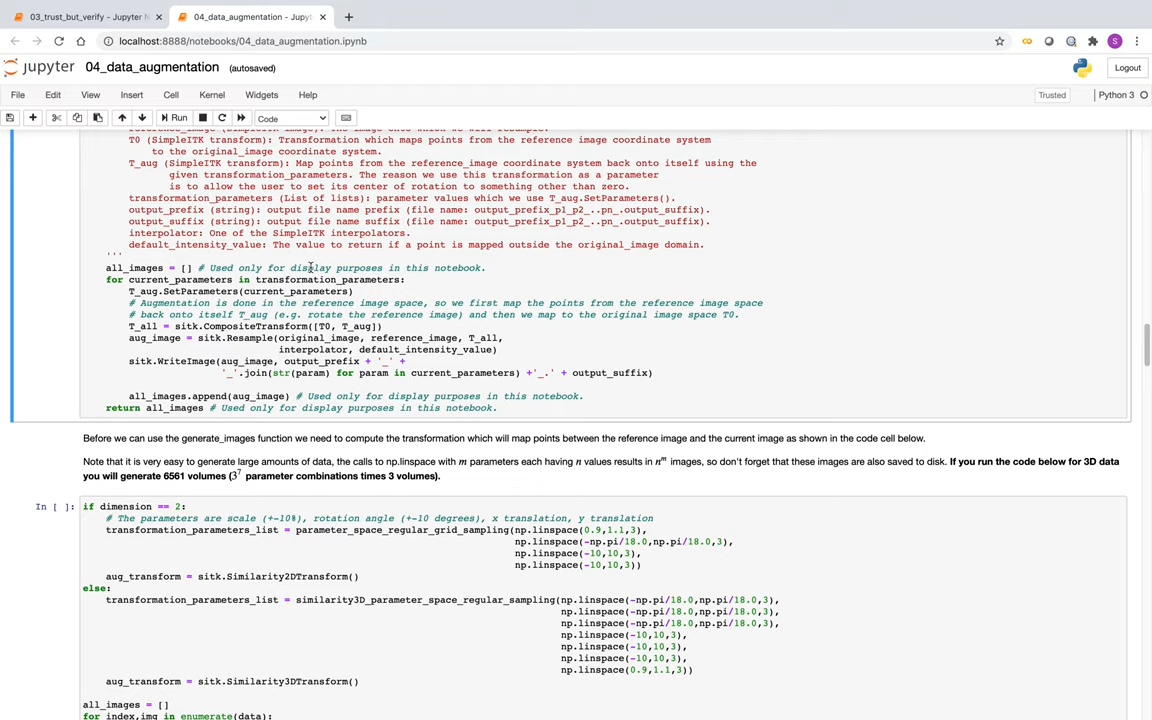 03_trust_but_verify - Jupyter N
04_data_augmentation - Jupyt
localhost:8888/notebooks/04_data_augmentation.ipynb
S
jupyter 04_data_augmentation (autosaved)
Logout
File Edit View Insert Cell Kernel Widgets Help
Trusted Python 3
Run Code
reference_image (SimpleITK image): The image onto which we will resample.
T0 (SimpleITK transform): Transformation which maps points from the reference image coordinate system
to the original_image coordinate system.
T_aug (SimpleITK transform): Map points from the reference_image coordinate system back onto itself using the
given transformation_parameters. The reason we use this transformation as a parameter
is to allow the user to set its center of rotation to something other than zero.
transformation_parameters (List of lists): parameter values which we use T_aug.SetParameters().
output_prefix (string): output file name prefix (file name: output_prefix_p1_p2_..pn_.output_suffix).
output_suffix (string): output file name suffix (file name: output_prefix_p1_p2_..pn_.output_suffix).
interpolator: One of the SimpleITK interpolators.
default_intensity_value: The value to return if a point is mapped outside the original_image domain.
'''
all_images = [] # Used only for display purposes in this notebook.
for current_parameters in transformation_parameters:
T_aug.SetParameters(current_parameters)
# Augmentation is done in the reference image space, so we first map the points from the reference image space
# back onto itself T_aug (e.g. rotate the reference image) and then we map to the original image space T0.
T_all = sitk.CompositeTransform([T0, T_aug])
aug_image = sitk.Resample(original_image, reference_image, T_all,
interpolator, default_intensity_value)
sitk.WriteImage(aug_image, output_prefix + '_' +
'_'.join(str(param) for param in current_parameters) +'_.' + output_suffix)
all_images.append(aug_image) # Used only for display purposes in this notebook.
return all_images # Used only for display purposes in this notebook.
Before we can use the generate_images function we need to compute the transformation which will map points between the reference image and the current image as shown in the code cell below.
Note that it is very easy to generate large amounts of data, the calls to np.linspace with m parameters each having n values results in n^m images, so don't forget that these images are also saved to disk. If you run the code below for 3D data
you will generate 6561 volumes (3^7 parameter combinations times 3 volumes).
In [ ]: if dimension == 2:
# The parameters are scale (+-10%), rotation angle (+-10 degrees), x translation, y translation
transformation_parameters_list = parameter_space_regular_grid_sampling(np.linspace(0.9,1.1,3),
np.linspace(-np.pi/18.0,np.pi/18.0,3),
np.linspace(-10,10,3),
np.linspace(-10,10,3))
aug_transform = sitk.Similarity2DTransform()
else:
transformation_parameters_list = similarity3D_parameter_space_regular_sampling(np.linspace(-np.pi/18.0,np.pi/18.0,3),
np.linspace(-np.pi/18.0,np.pi/18.0,3),
np.linspace(-np.pi/18.0,np.pi/18.0,3),
np.linspace(-10,10,3),
np.linspace(-10,10,3),
np.linspace(-10,10,3),
np.linspace(0.9,1.1,3))
aug_transform = sitk.Similarity3DTransform()
all_images = []
for index,img in enumerate(data):